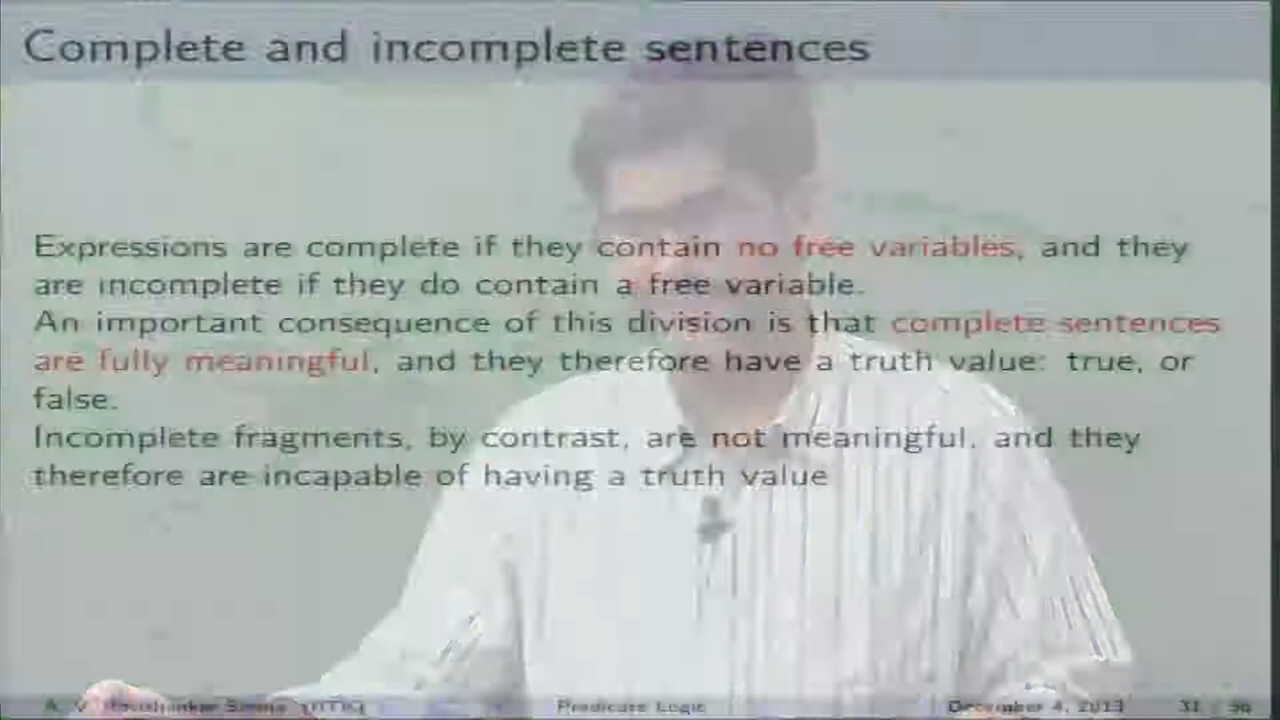 Complete and incomplete sentences
Expressions are complete if they contain no free variables, and they
are incomplete if they do contain a free variable.
An important consequence of this division is that complete sentences
are fully meaningful, and they therefore have a truth value: true, or
false.
Incomplete fragments, by contrast, are not meaningful, and they
therefore are incapable of having a truth value
A. V. (IITK) Predicate Logic December 4, 2013 31